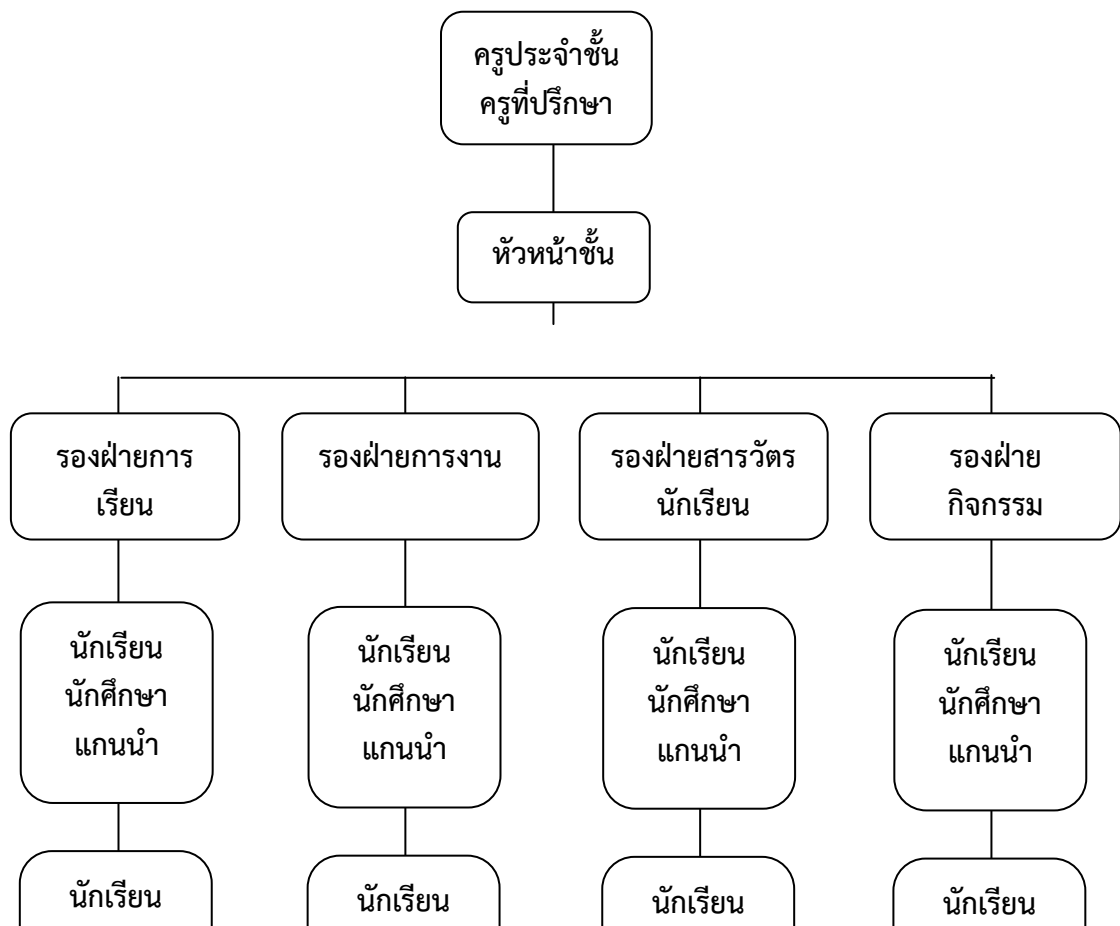 ครูประจำชั้น
ครูที่ปรึกษา
หัวหน้าชั้น
รองฝ่ายการ
เรียน
รองฝ่ายการงาน
รองฝ่ายสารวัตร
นักเรียน
รองฝ่าย
กิจกรรม
นักเรียน
นักศึกษา
แกนนำ
นักเรียน
นักศึกษา
แกนนำ
นักเรียน
นักศึกษา
แกนนำ
นักเรียน
นักศึกษา
แกนนำ
นักเรียน
นักเรียน
นักเรียน
นักเรียน